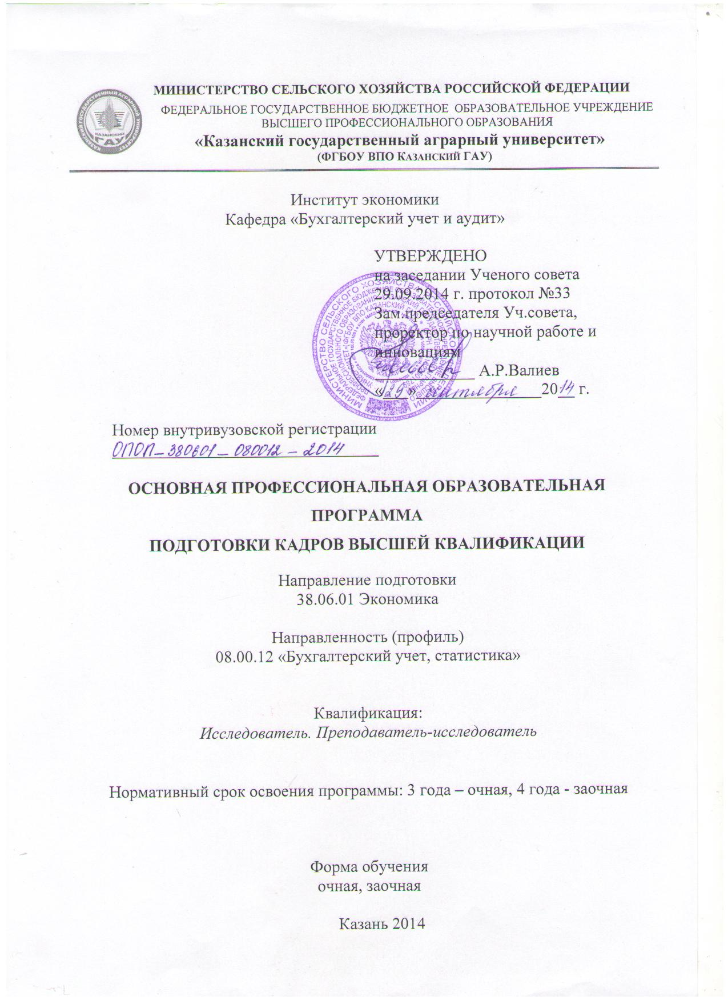 МИНИСТЕРСТВО СЕЛЬСКОГО ХОЗЯЙСТВА РОССИЙСКОЙ ФЕДЕРАЦИИ
ФЕДЕРАЛЬНОЕ ГОСУДАРСТВЕННОЕ БЮДЖЕТНОЕ ОБРАЗОВАТЕЛЬНОЕ УЧРЕЖДЕНИЕ
ВЫСШЕГО ПРОФЕССИОНАЛЬНОГО ОБРАЗОВАНИЯ
«Казанский государственный аграрный университет»
(ФГБОУ ВПО КАЗАНСКИЙ ГАУ)
КАЗАНСКИЙ ГОСУДАРСТВЕННЫЙ АГРАРНЫЙ УНИВЕРСИТЕТ
КАЗАНСКИЙ
ГАУ
Институт экономики
Кафедра «Бухгалтерский учет и аудит»
УТВЕРЖДЕНО
на заседании Ученого совета
29.09.2014 г. протокол №33
Зам.председателя Уч.совета,
проректор по научной работе и
инновациям
А.Р.Валиев
«29» сентября 2014 г.
Номер внутривузовской регистрации
ОПОП – 380601 – 080012 – 2014
ОСНОВНАЯ ПРОФЕССИОНАЛЬНАЯ ОБРАЗОВАТЕЛЬНАЯ
ПРОГРАММА
ПОДГОТОВКИ КАДРОВ ВЫСШЕЙ КВАЛИФИКАЦИИ
Направление подготовки
38.06.01 Экономика
Направленность (профиль)
08.00.12 «Бухгалтерский учет, статистика»
Квалификация:
Исследователь. Преподаватель-исследователь
Нормативный срок освоения программы: 3 года – очная, 4 года - заочная
Форма обучения
очная, заочная
Казань 2014